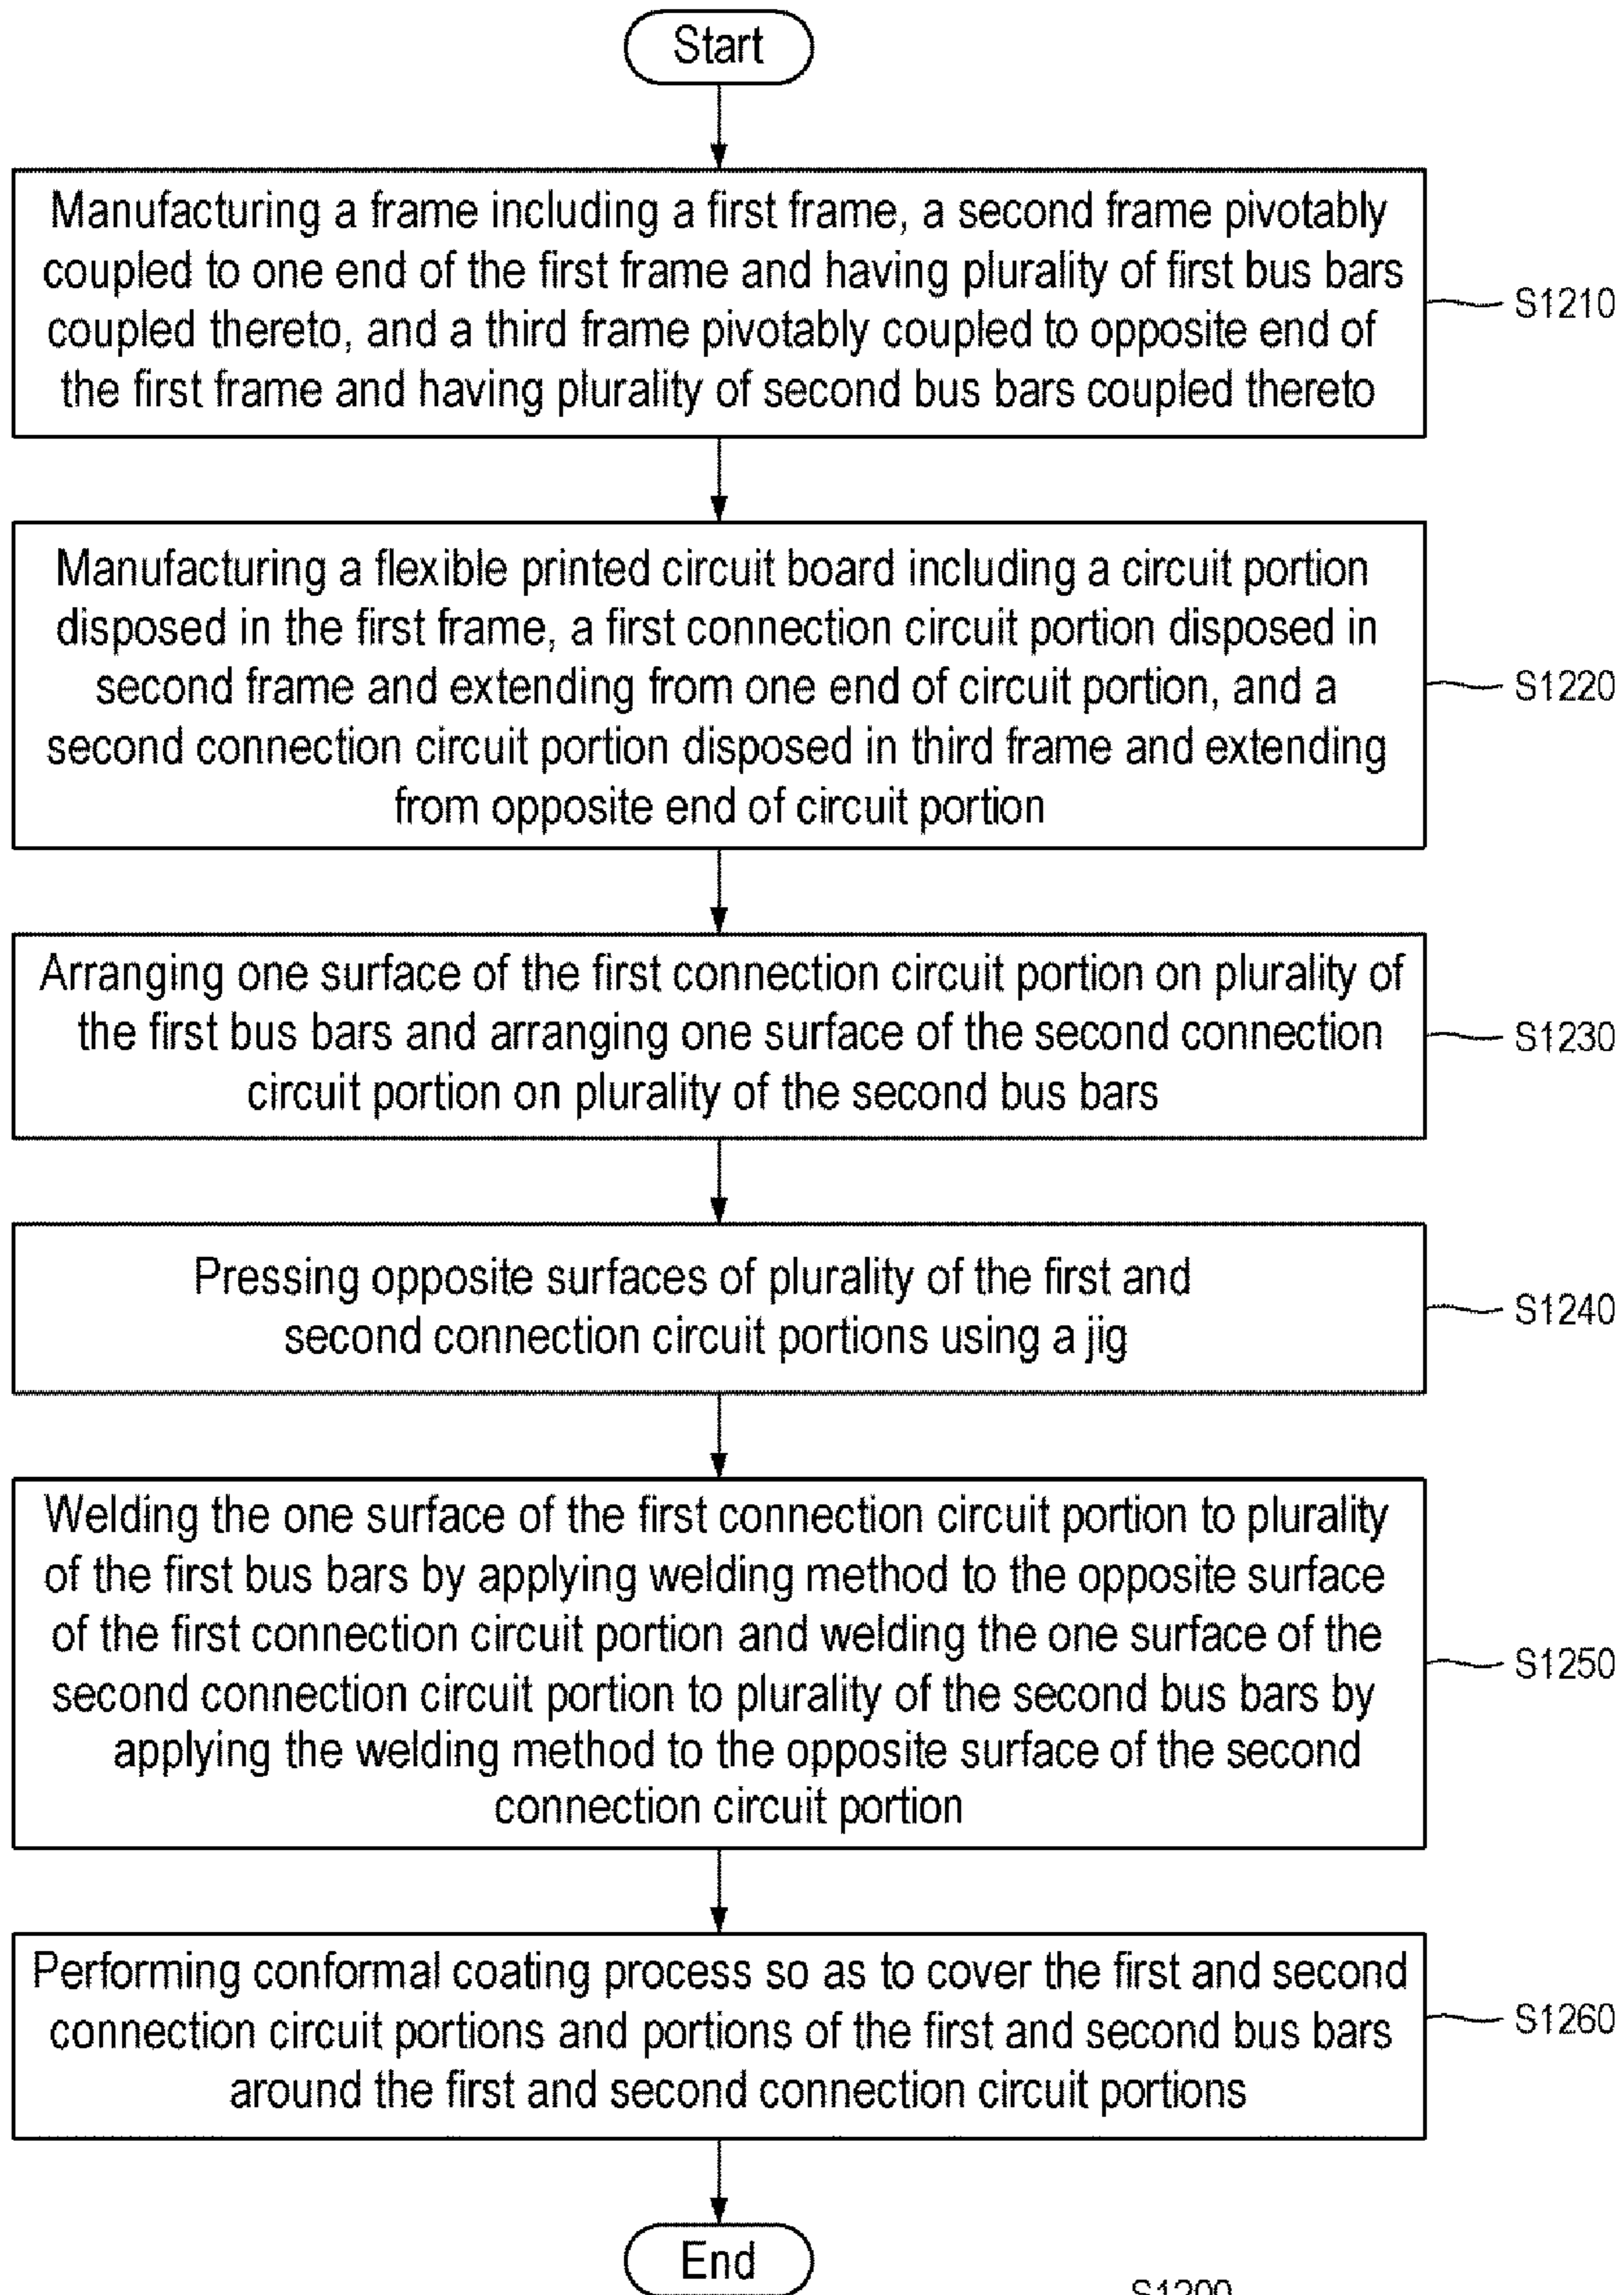 Start
Manufacturing a frame including a first frame, a second frame pivotably
coupled to one end of the first frame and having plurality of first bus bars
coupled thereto, and a third frame pivotably coupled to opposite end of
the first frame and having plurality of second bus bars coupled thereto
S1210
Manufacturing a flexible printed circuit board including a circuit portion
disposed in the first frame, a first connection circuit portion disposed in
second frame and extending from one end of circuit portion, and a
second connection circuit portion disposed in third frame and extending
from opposite end of circuit portion
S1220
Arranging one surface of the first connection circuit portion on plurality of
the first bus bars and arranging one surface of the second connection
circuit portion on plurality of the second bus bars
S1230
Pressing opposite surfaces of plurality of the first and
second connection circuit portions using a jig
S1240
Welding the one surface of the first connection circuit portion to plurality
of the first bus bars by applying welding method to the opposite surface
of the first connection circuit portion and welding the one surface of the
second connection circuit portion to plurality of the second bus bars by
applying the welding method to the opposite surface of the second
connection circuit portion
S1250
Performing conformal coating process so as to cover the first and second
connection circuit portions and portions of the first and second bus bars
around the first and second connection circuit portions
S1260
End
S1200